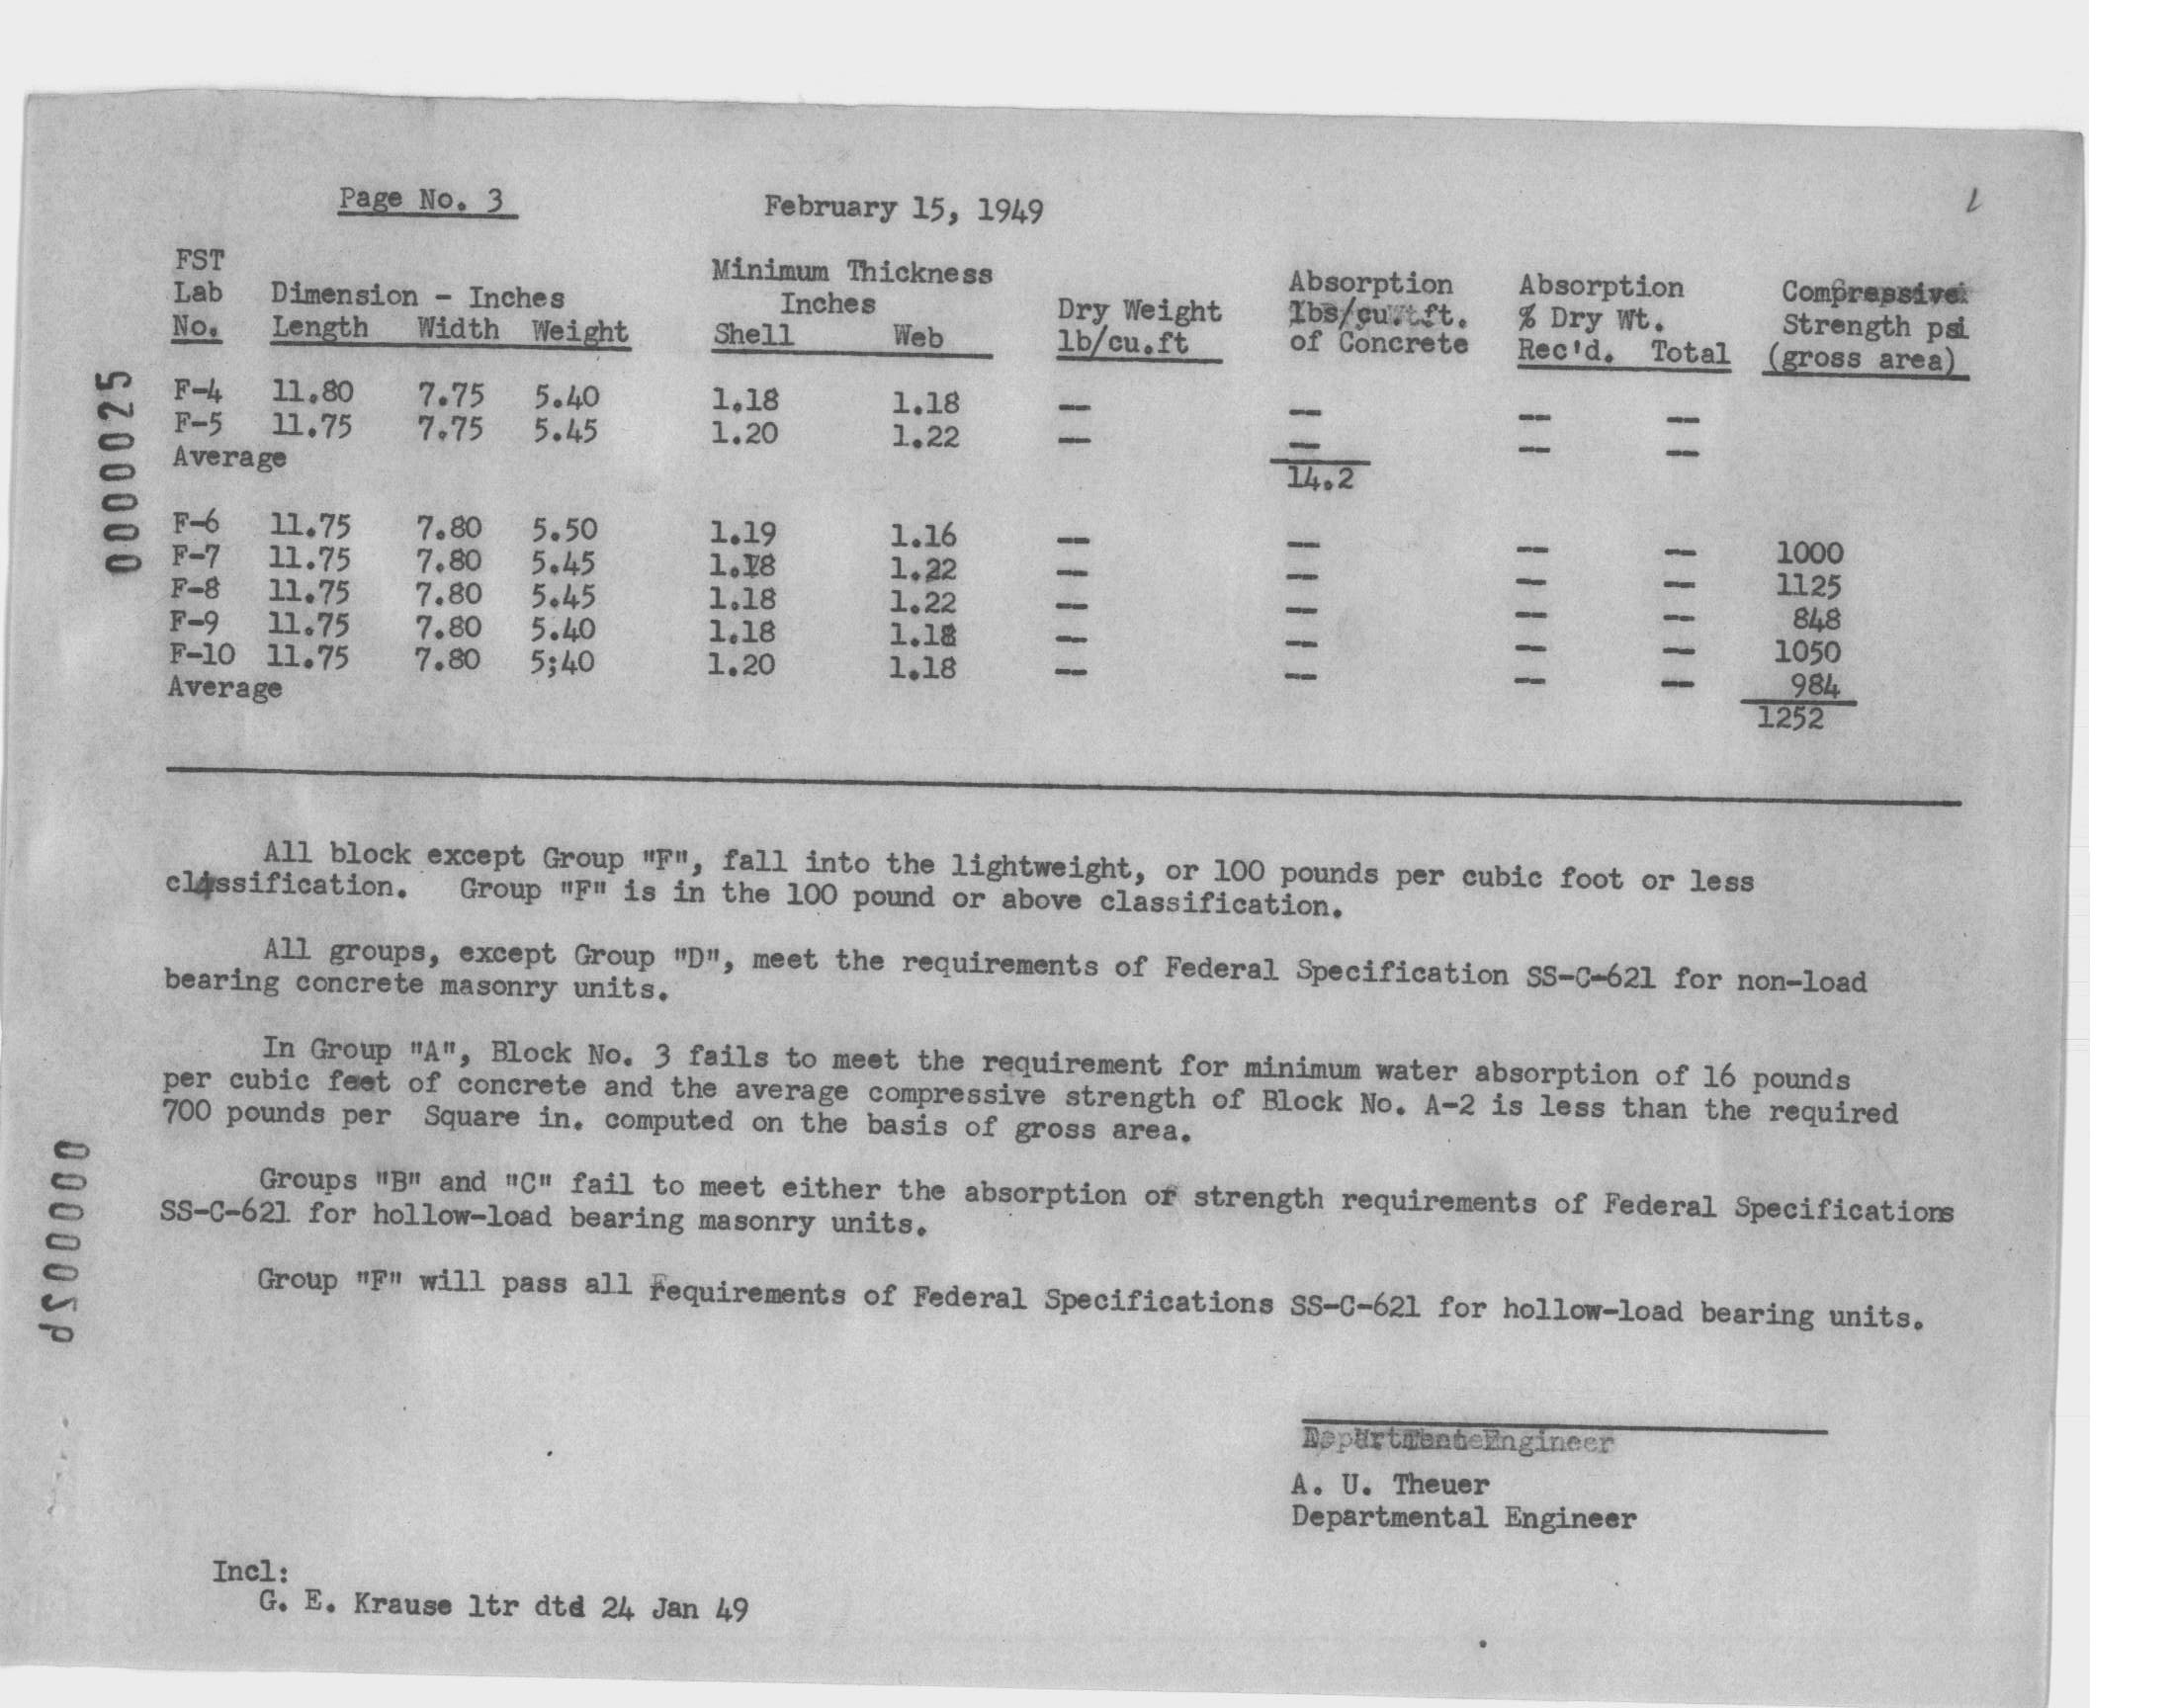 Page No. 3 February 15, 1949
FST
Lab Dimension - Inches Minimum Thickness Inches Dry Weight Absorption Absorption Compressive
No. Length Width Weight Shell Web lb/cu.ft lbs/cu.ft. of Concrete % Dry Wt. Rec'd. Total Strength psi (gross area)
F-4 11.80 7.75 5.40 1.18 1.18 -- -- -- --
F-5 11.75 7.75 5.45 1.20 1.22 -- -- -- --
Average 14.2
F-6 11.75 7.80 5.50 1.19 1.16 -- -- -- -- 1000
F-7 11.75 7.80 5.45 1.18 1.22 -- -- -- -- 1125
F-8 11.75 7.80 5.45 1.18 1.22 -- -- -- -- 848
F-9 11.75 7.80 5.40 1.18 1.18 -- -- -- -- 1050
F-10 11.75 7.80 5;40 1.20 1.18 -- -- -- -- 984
Average 1252
All block except Group "F", fall into the lightweight, or 100 pounds per cubic foot or less
classification. Group "F" is in the 100 pound or above classification.
All groups, except Group "D", meet the requirements of Federal Specification SS-C-621 for non-load
bearing concrete masonry units.
In Group "A", Block No. 3 fails to meet the requirement for minimum water absorption of 16 pounds
per cubic feet of concrete and the average compressive strength of Block No. A-2 is less than the required
700 pounds per Square in. computed on the basis of gross area.
Groups "B" and "C" fail to meet either the absorption or strength requirements of Federal Specifications
SS-C-621 for hollow-load bearing masonry units.
Group "F" will pass all requirements of Federal Specifications SS-C-621 for hollow-load bearing units.
A. U. Theuer
Departmental Engineer
Incl:
G. E. Krause ltr dtd 24 Jan 49
0000025